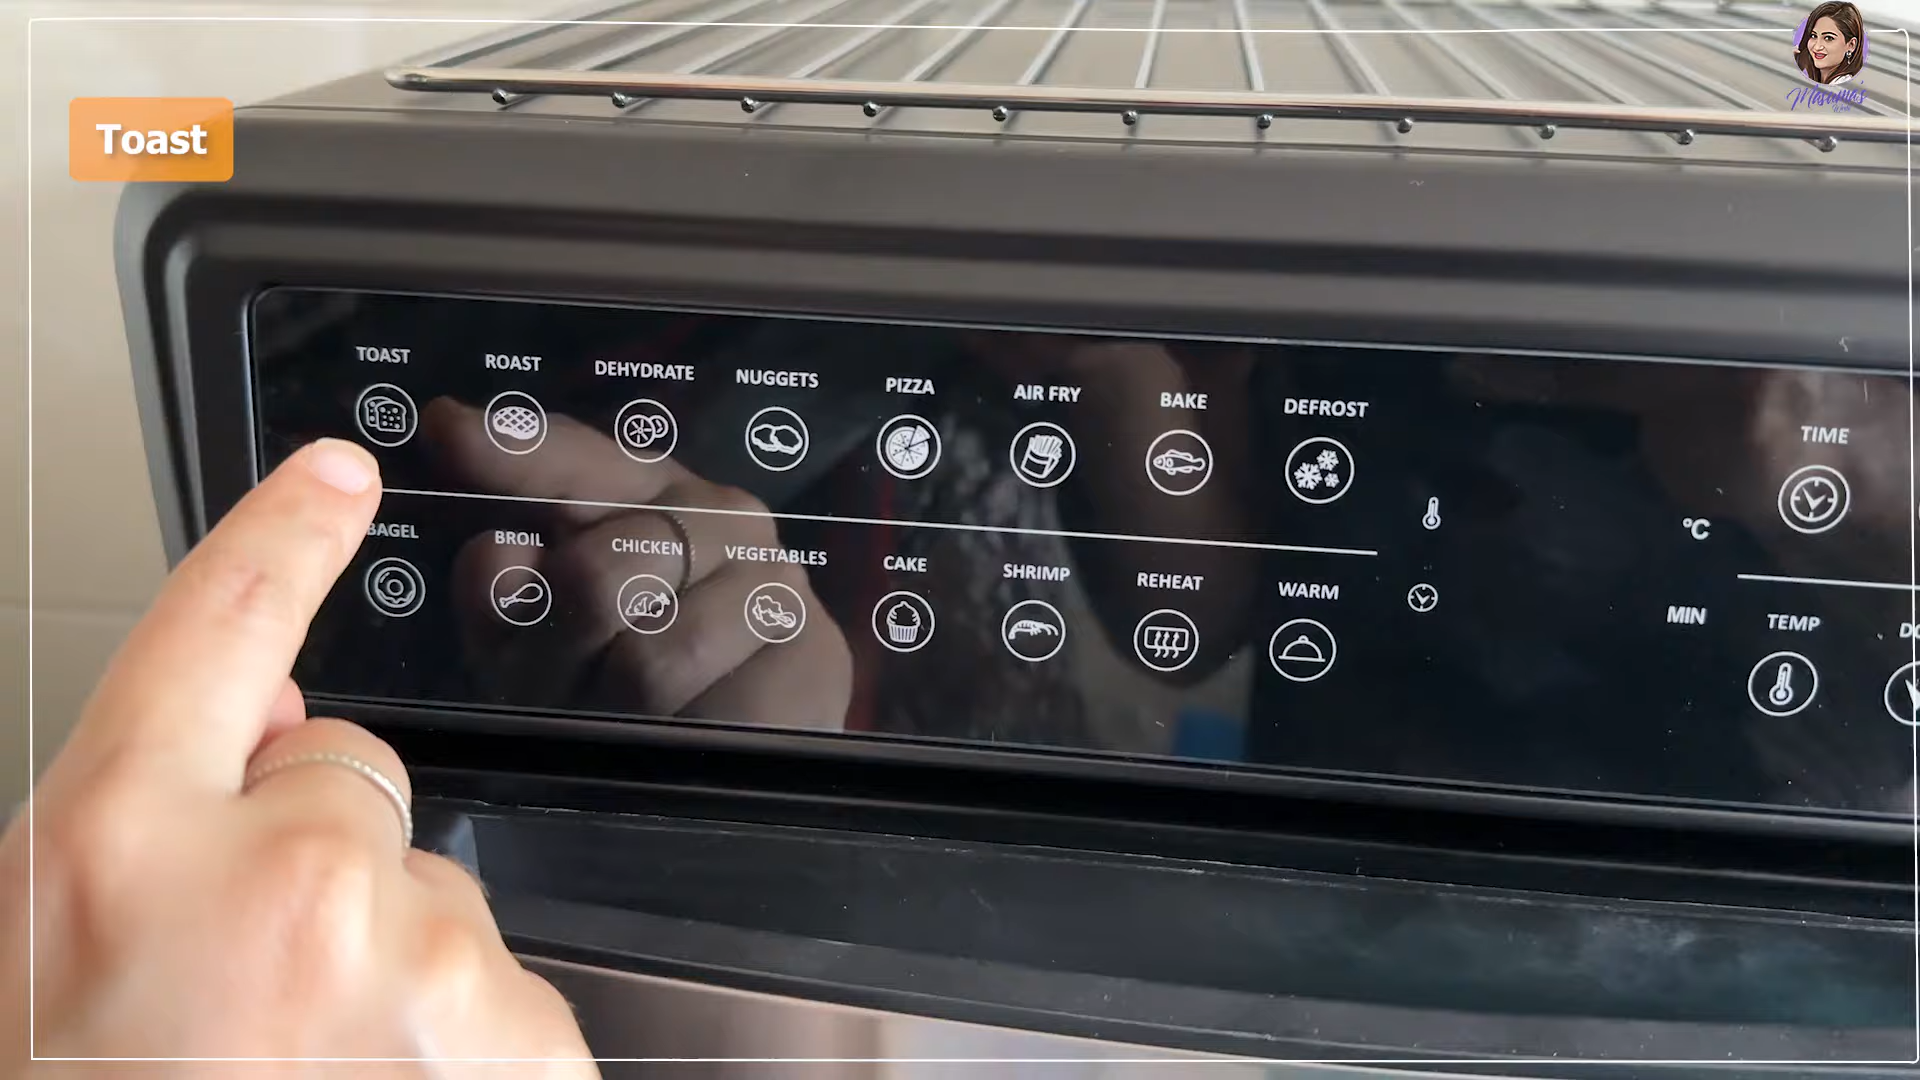 Toast
TOAST ROAST DEHYDRATE NUGGETS PIZZA AIR FRY BAKE DEFROST
TIME
°C
BAGEL BROIL CHICKEN VEGETABLES CAKE SHRIMP REHEAT WARM
MIN TEMP